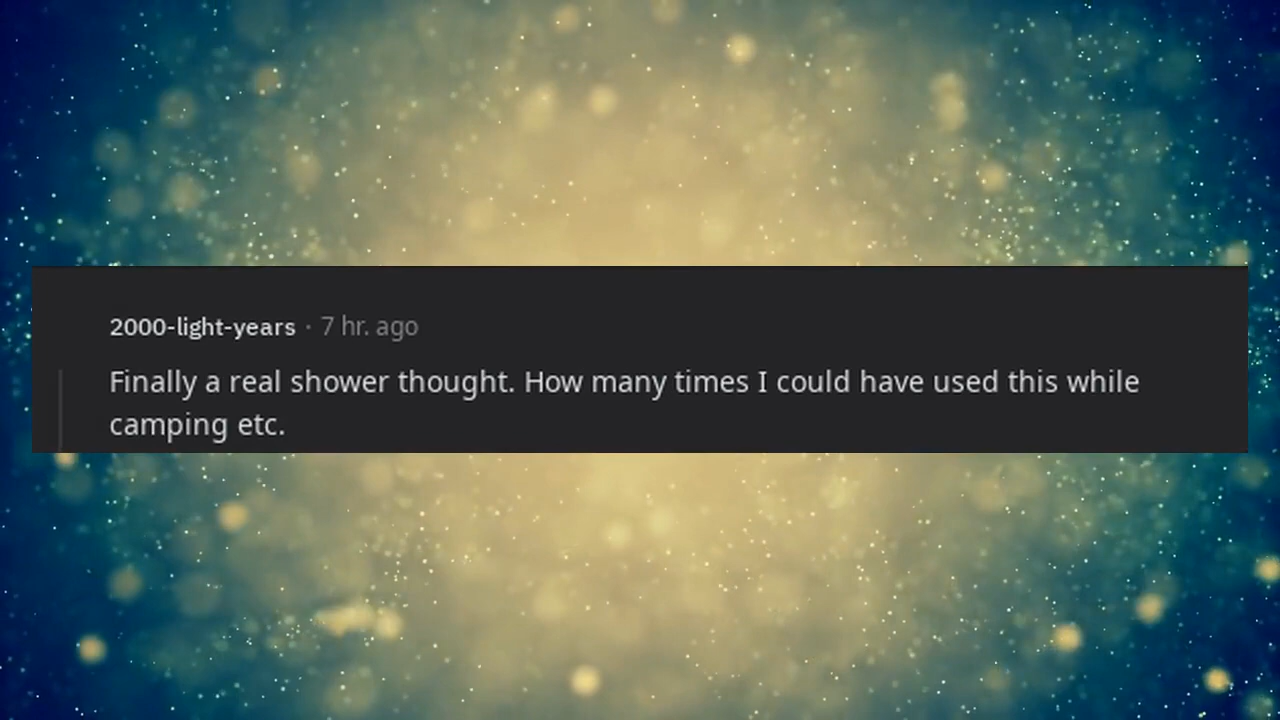 2000-light-years · 7 hr. ago
Finally a real shower thought. How many times I could have used this while
camping etc.